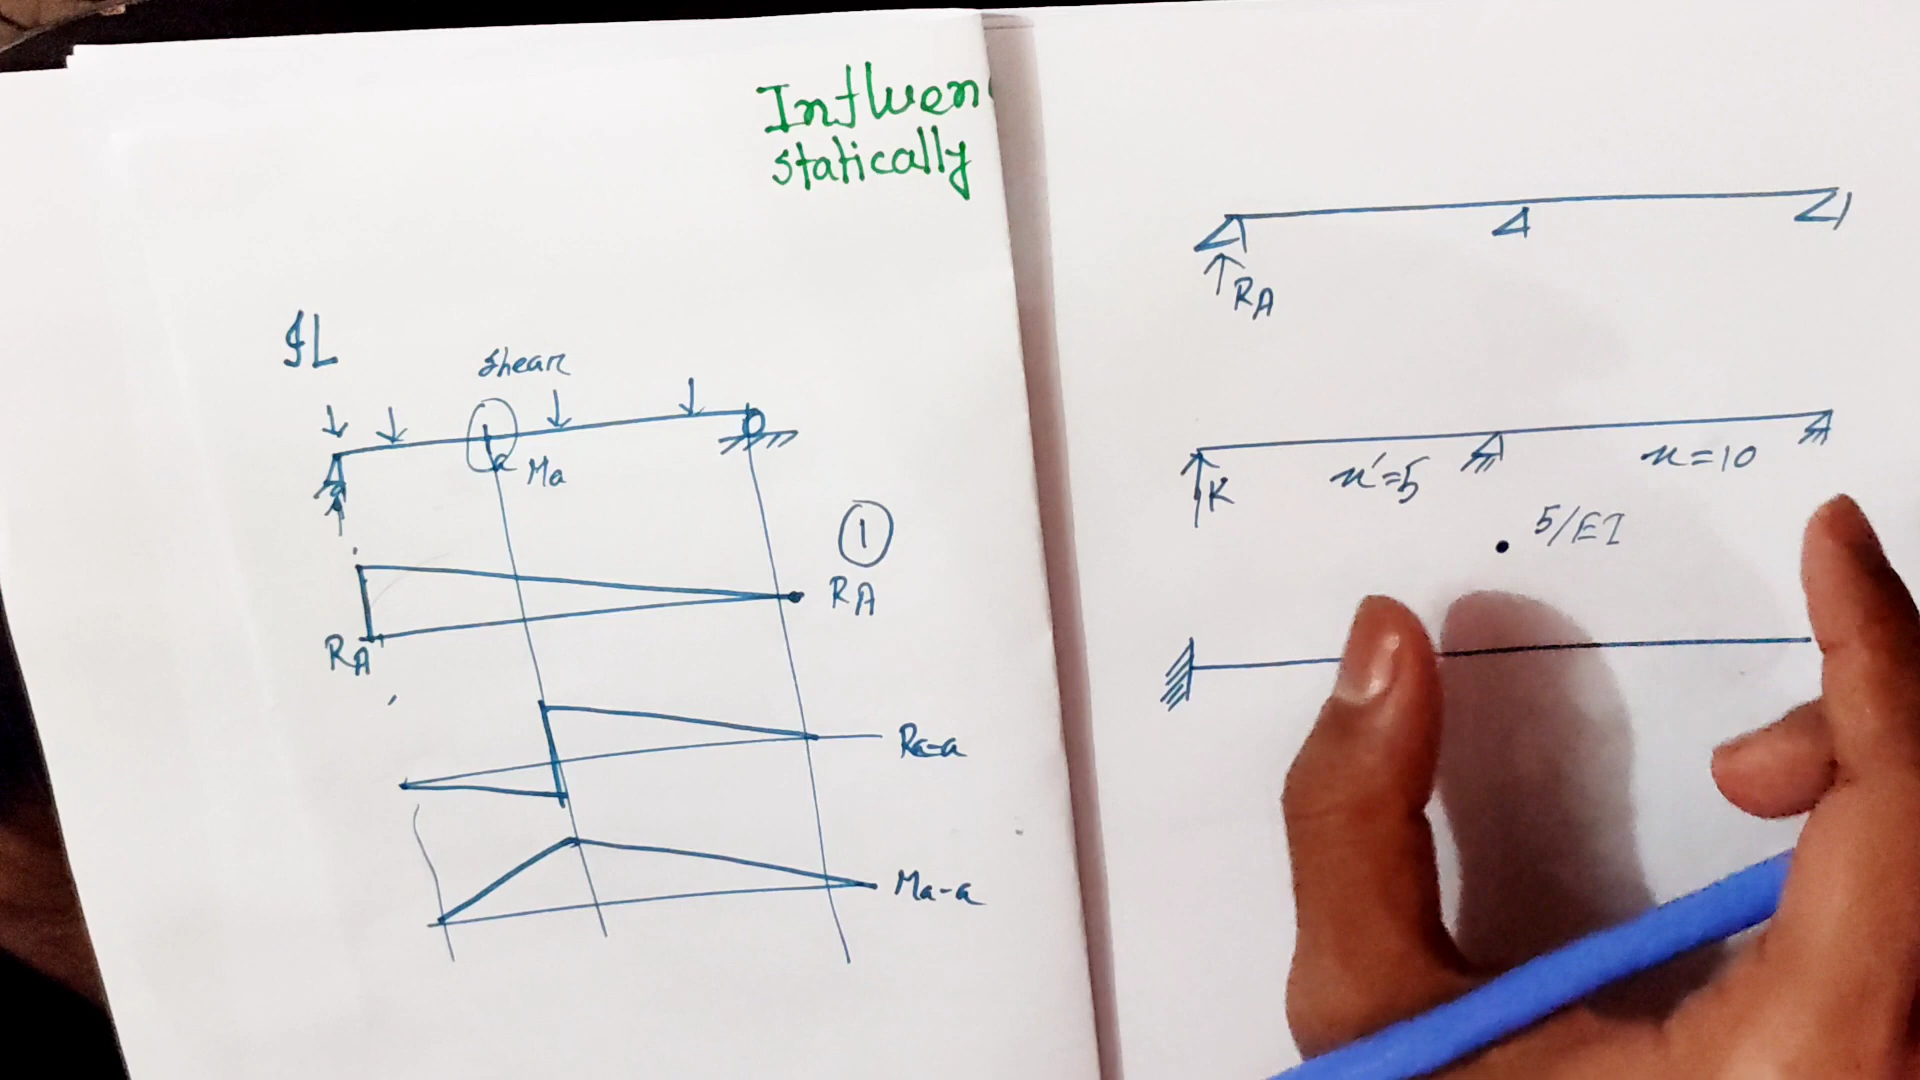 Influen
statically
IL
shear
a Ma
1
RA
RA
Ra-a
Ma-a
RA
K
x'=5
x=10
5/EI